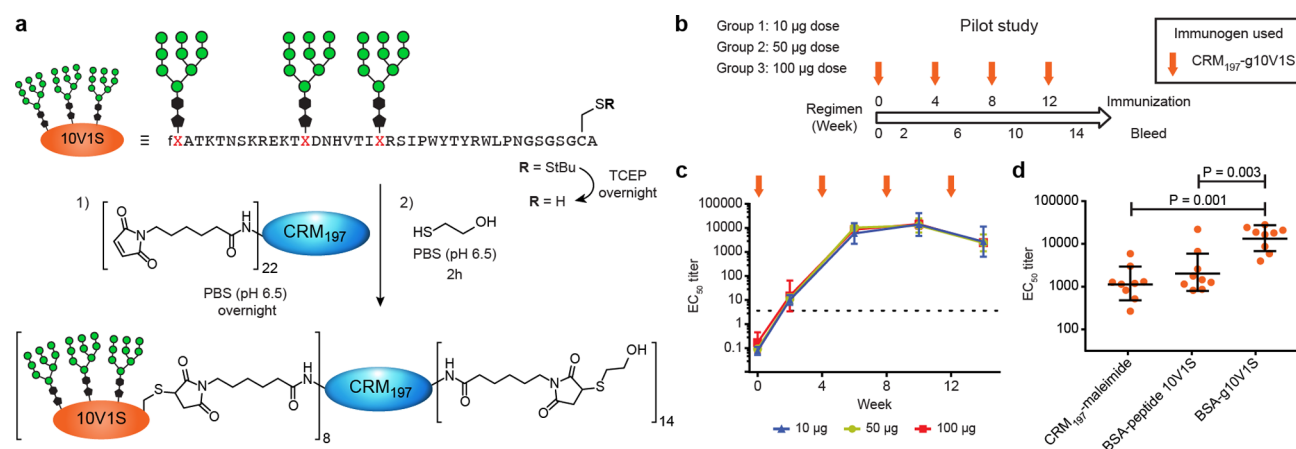 a
10V1S
≡
fXATKTNSKREKTXDNHVTIXRSIPWYTYRWLPNGSGSGCA
SR
R = StBu
TCEP
overnight
R = H
1)
O
N
O
O
H
N
CRM197
22
PBS (pH 6.5)
overnight
2)
HS
OH
PBS (pH 6.5)
2h
10V1S
S
O
N
O
O
H
N
8
CRM197
N
H
O
O
N
O
S
OH
14
b
Group 1: 10 µg dose
Group 2: 50 µg dose
Group 3: 100 µg dose
Pilot study
Immunogen used
CRM197-g10V1S
Regimen
(Week)
0 4 8 12
Immunization
0 2 6 10 14
Bleed
c
EC50 titer
100000
10000
1000
100
10
1
0.1
0 4 8 12
Week
10 µg
50 µg
100 µg
d
P = 0.003
P = 0.001
EC50 titer
100000
10000
1000
100
CRM197-maleimide
BSA-peptide 10V1S
BSA-g10V1S